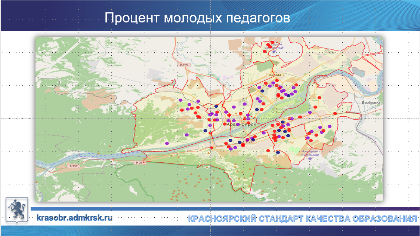 Процент молодых педагогов
krasobr.admkrsk.ru
КРАСНОЯРСКИЙ СТАНДАРТ КАЧЕСТВА ОБРАЗОВАНИЯ